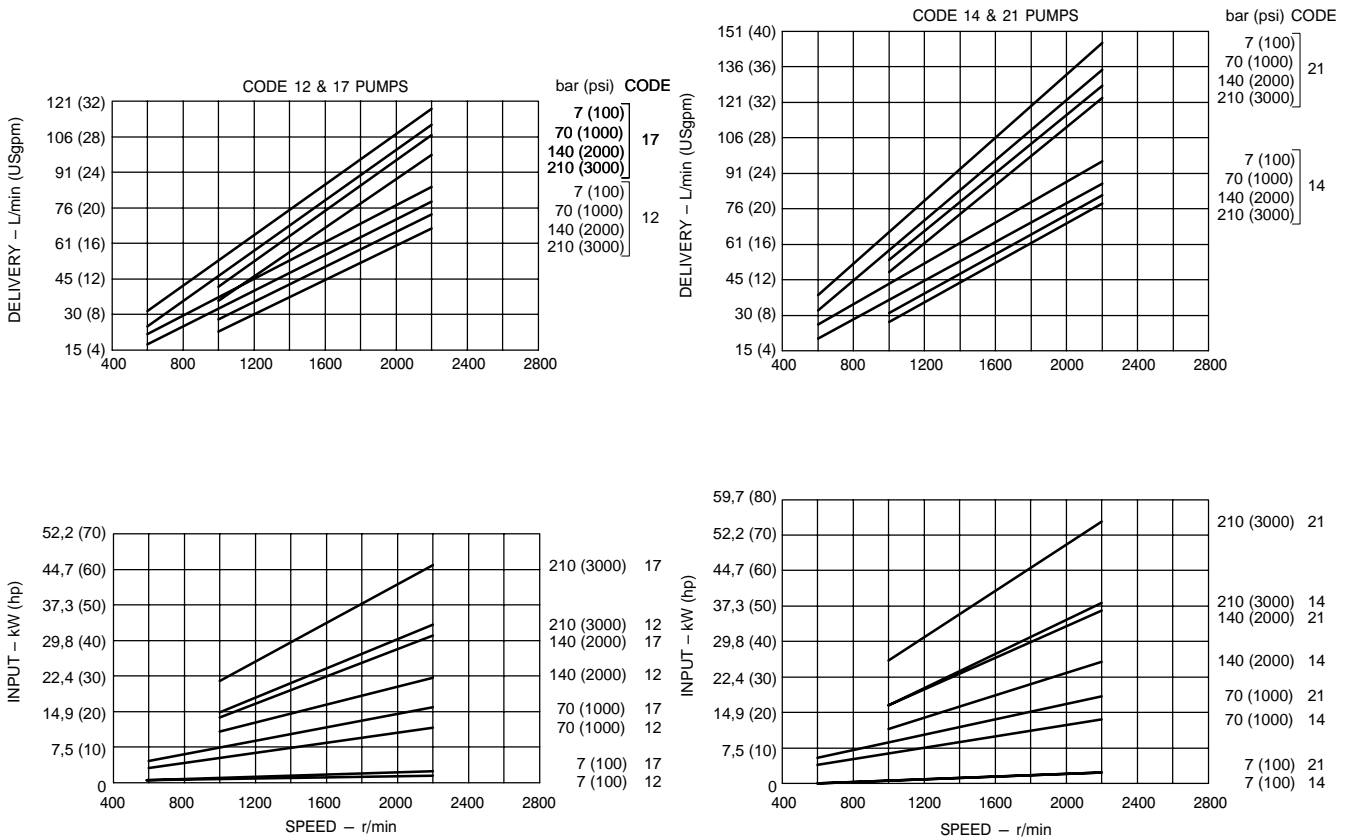 CODE 12 & 17 PUMPS
bar (psi) CODE
DELIVERY – L/min (USgpm)
121 (32)
106 (28)
91 (24)
76 (20)
61 (16)
45 (12)
30 (8)
15 (4)
400 800 1200 1600 2000 2400 2800
7 (100)
70 (1000)
140 (2000)
210 (3000)
17
7 (100)
70 (1000)
140 (2000)
210 (3000)
12
CODE 14 & 21 PUMPS
bar (psi) CODE
DELIVERY – L/min (USgpm)
151 (40)
136 (36)
121 (32)
106 (28)
91 (24)
76 (20)
61 (16)
45 (12)
30 (8)
15 (4)
400 800 1200 1600 2000 2400 2800
7 (100)
70 (1000)
140 (2000)
210 (3000)
21
7 (100)
70 (1000)
140 (2000)
210 (3000)
14
INPUT – kW (hp)
52,2 (70)
44,7 (60)
37,3 (50)
29,8 (40)
22,4 (30)
14,9 (20)
7,5 (10)
0
400 800 1200 1600 2000 2400 2800
SPEED – r/min
210 (3000) 17
210 (3000) 12
140 (2000) 17
140 (2000) 12
70 (1000) 17
70 (1000) 12
7 (100) 17
7 (100) 12
INPUT – kW (hp)
59,7 (80)
52,2 (70)
44,7 (60)
37,3 (50)
29,8 (40)
22,4 (30)
14,9 (20)
7,5 (10)
0
400 800 1200 1600 2000 2400 2800
SPEED – r/min
210 (3000) 21
210 (3000) 14
140 (2000) 21
140 (2000) 14
70 (1000) 21
70 (1000) 14
7 (100) 21
7 (100) 14